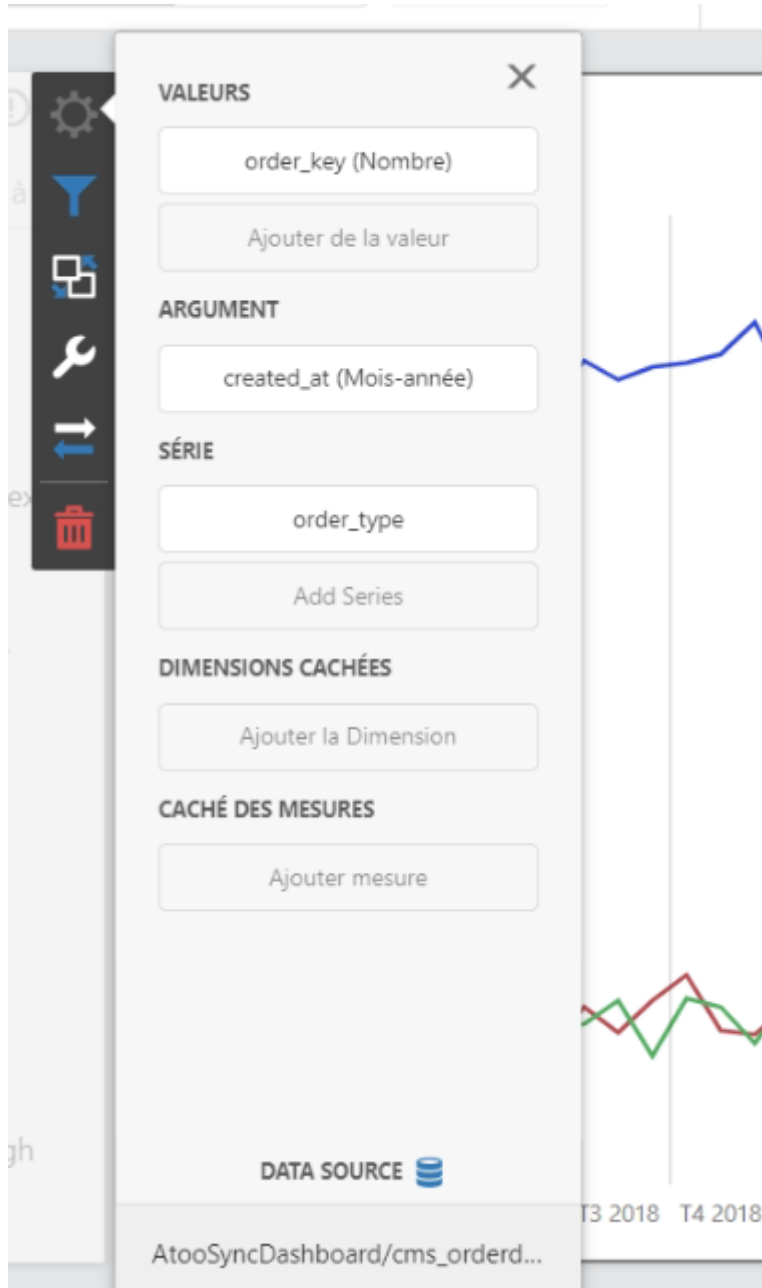 VALEURS
order_key (Nombre)
Ajouter de la valeur
à
ARGUMENT
created_at (Mois-année)
SÉRIE
order_type
Add Series
DIMENSIONS CACHÉES
Ajouter la Dimension
CACHÉ DES MESURES
Ajouter mesure
DATA SOURCE
T3 2018 T4 2018
AtooSyncDashboard/cms_orderd...